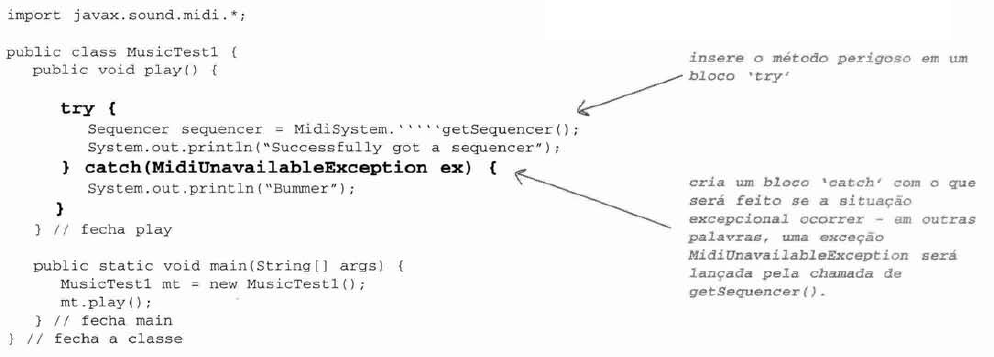 import javax.sound.midi.*;
public class MusicTest1 {
public void play() {
try {
Sequencer sequencer = MidiSystem.`````getSequencer();
System.out.println("Successfully got a sequencer");
} catch(MidiUnavailableException ex) {
System.out.println("Bummer");
}
} // fecha play
public static void main(String[] args) {
MusicTest1 mt = new MusicTest1();
mt.play();
} // fecha main
} // fecha a classe
insere o método perigoso em um
bloco 'try'
cria um bloco 'catch' com o que
será feito se a situação
excepcional ocorrer – em outras
palavras, uma exceção
MidiUnavailableException será
lançada pela chamada de
getSequencer().